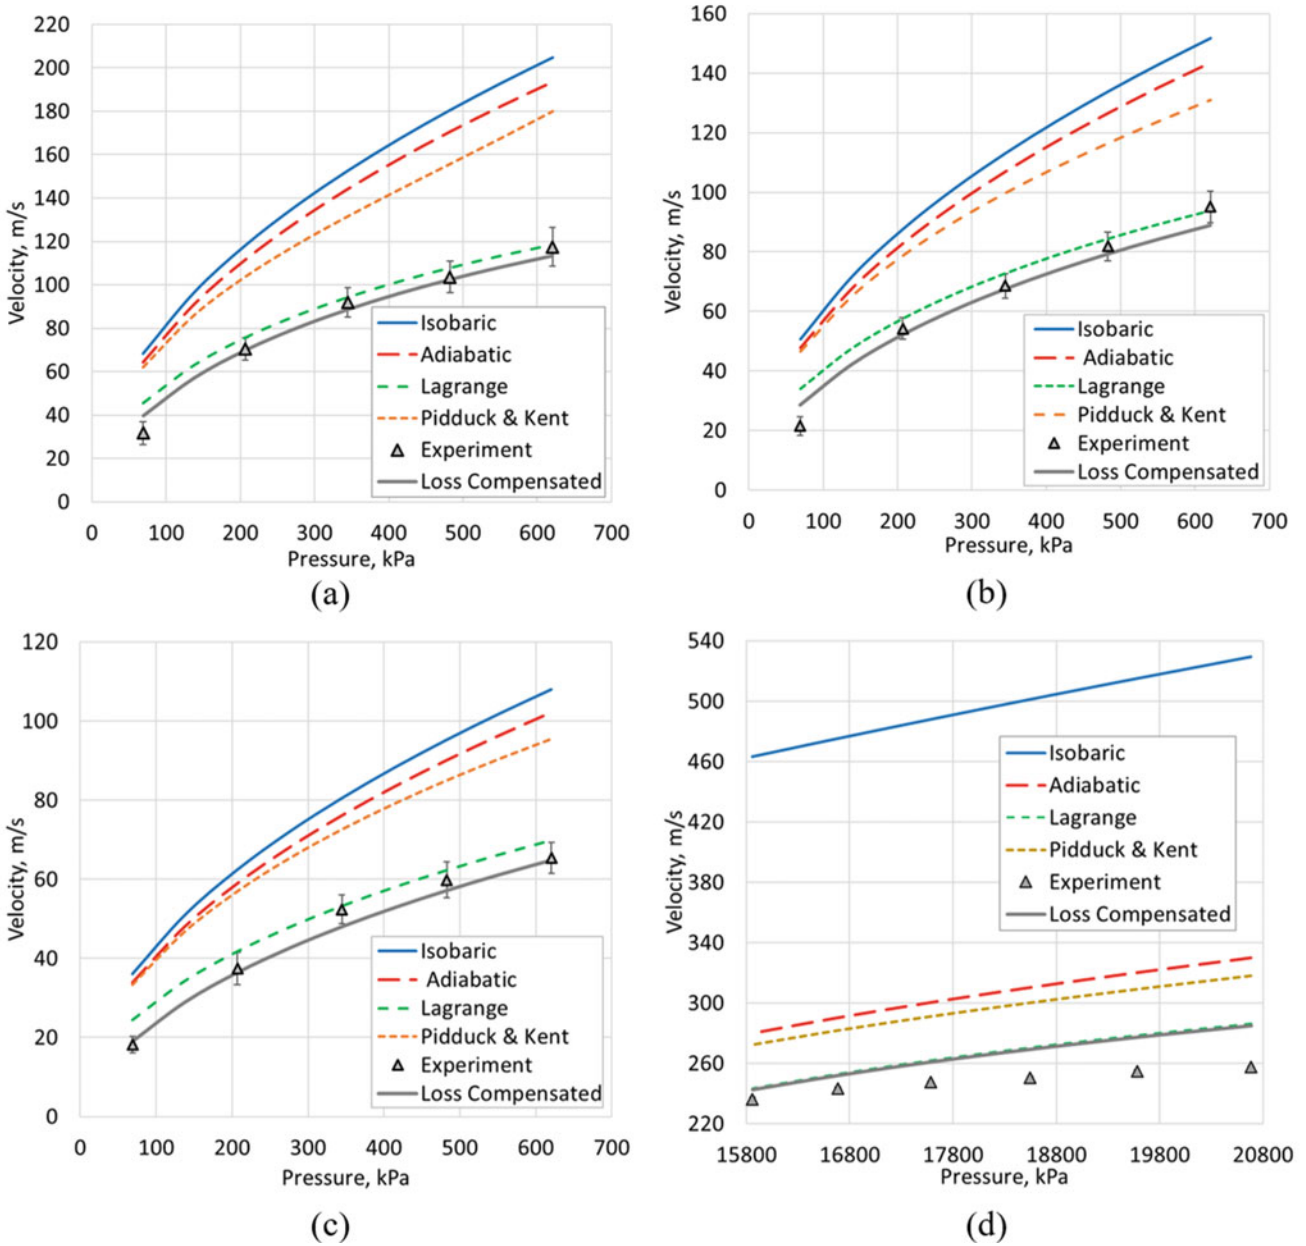 220
200
180
160
140
120
100
80
60
40
20
0
Velocity, m/s
Isobaric
Adiabatic
Lagrange
Pidduck & Kent
Experiment
Loss Compensated
0 100 200 300 400 500 600 700
Pressure, kPa
(a)
160
140
120
100
80
60
40
20
0
Velocity, m/s
Isobaric
Adiabatic
Lagrange
Pidduck & Kent
Experiment
Loss Compensated
0 100 200 300 400 500 600 700
Pressure, kPa
(b)
120
100
80
60
40
20
0
Velocity, m/s
Isobaric
Adiabatic
Lagrange
Pidduck & Kent
Experiment
Loss Compensated
0 100 200 300 400 500 600 700
Pressure, kPa
(c)
540
500
460
420
380
340
300
260
220
Velocity, m/s
Isobaric
Adiabatic
Lagrange
Pidduck & Kent
Experiment
Loss Compensated
15800 16800 17800 18800 19800 20800
Pressure, kPa
(d)